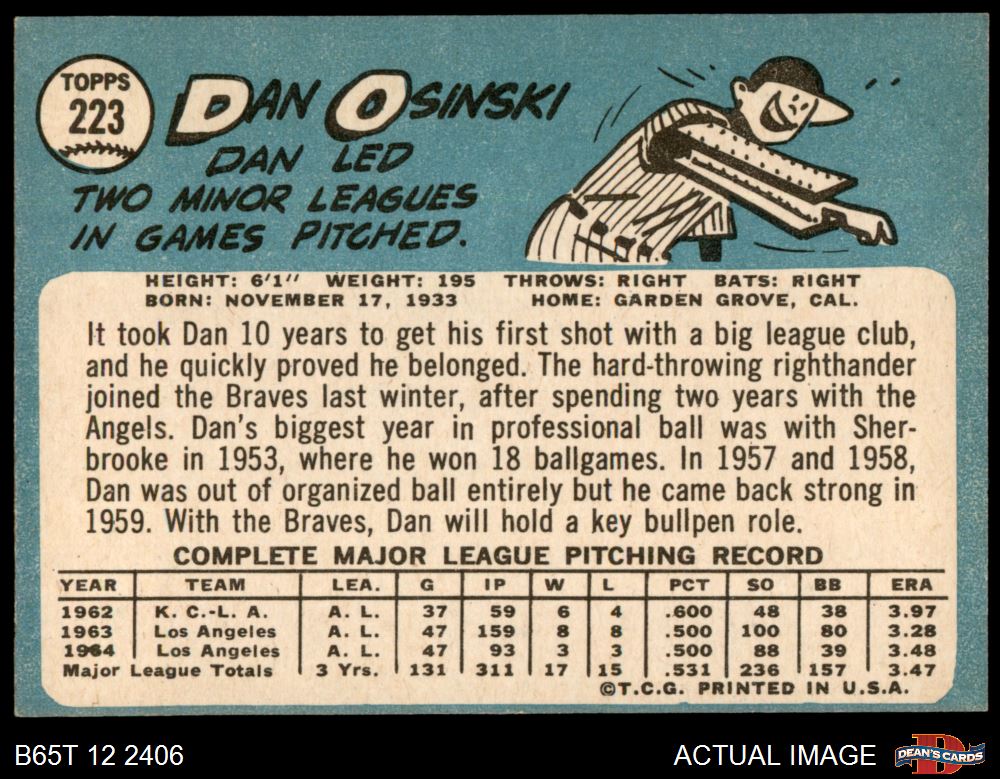 TOPPS
223
DAN OSINSKI
DAN LED
TWO MINOR LEAGUES
IN GAMES PITCHED.
HEIGHT: 6'1" WEIGHT: 195 THROWS: RIGHT BATS: RIGHT
BORN: NOVEMBER 17, 1933 HOME: GARDEN GROVE, CAL.
It took Dan 10 years to get his first shot with a big league club,
and he quickly proved he belonged. The hard-throwing righthander
joined the Braves last winter, after spending two years with the
Angels. Dan's biggest year in professional ball was with Sher-
brooke in 1953, where he won 18 ballgames. In 1957 and 1958,
Dan was out of organized ball entirely but he came back strong in
1959. With the Braves, Dan will hold a key bullpen role.
COMPLETE MAJOR LEAGUE PITCHING RECORD
YEAR TEAM LEA. G IP W L PCT SO BB ERA
1962 K. C.-L. A. A. L. 37 59 6 4 .600 48 38 3.97
1963 Los Angeles A. L. 47 159 8 8 .500 100 80 3.28
1964 Los Angeles A. L. 47 93 3 3 .500 88 39 3.48
Major League Totals 3 Yrs. 131 311 17 15 .531 236 157 3.47
©T.C.G. PRINTED IN U.S.A.
B65T 12 2406 ACTUAL IMAGE DEAN'S CARDS